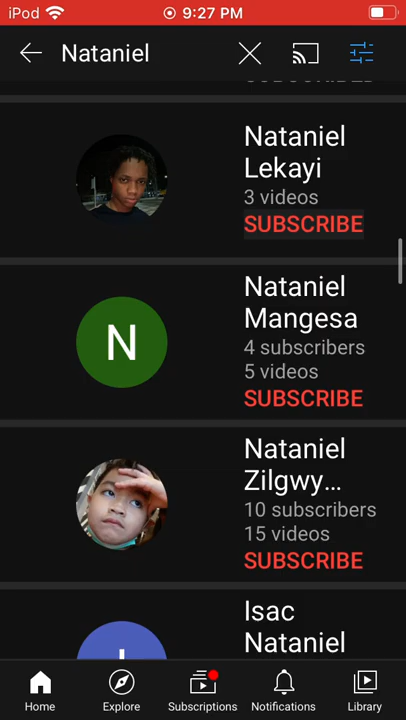 iPod 9:27 PM
Nataniel
SUBSCRIBED
Nataniel
Lekayi
3 videos
SUBSCRIBE
N
Nataniel
Mangesa
4 subscribers
5 videos
SUBSCRIBE
Nataniel
Zilgwy...
10 subscribers
15 videos
SUBSCRIBE
I
Isac
Nataniel
Home Explore Subscriptions Notifications Library